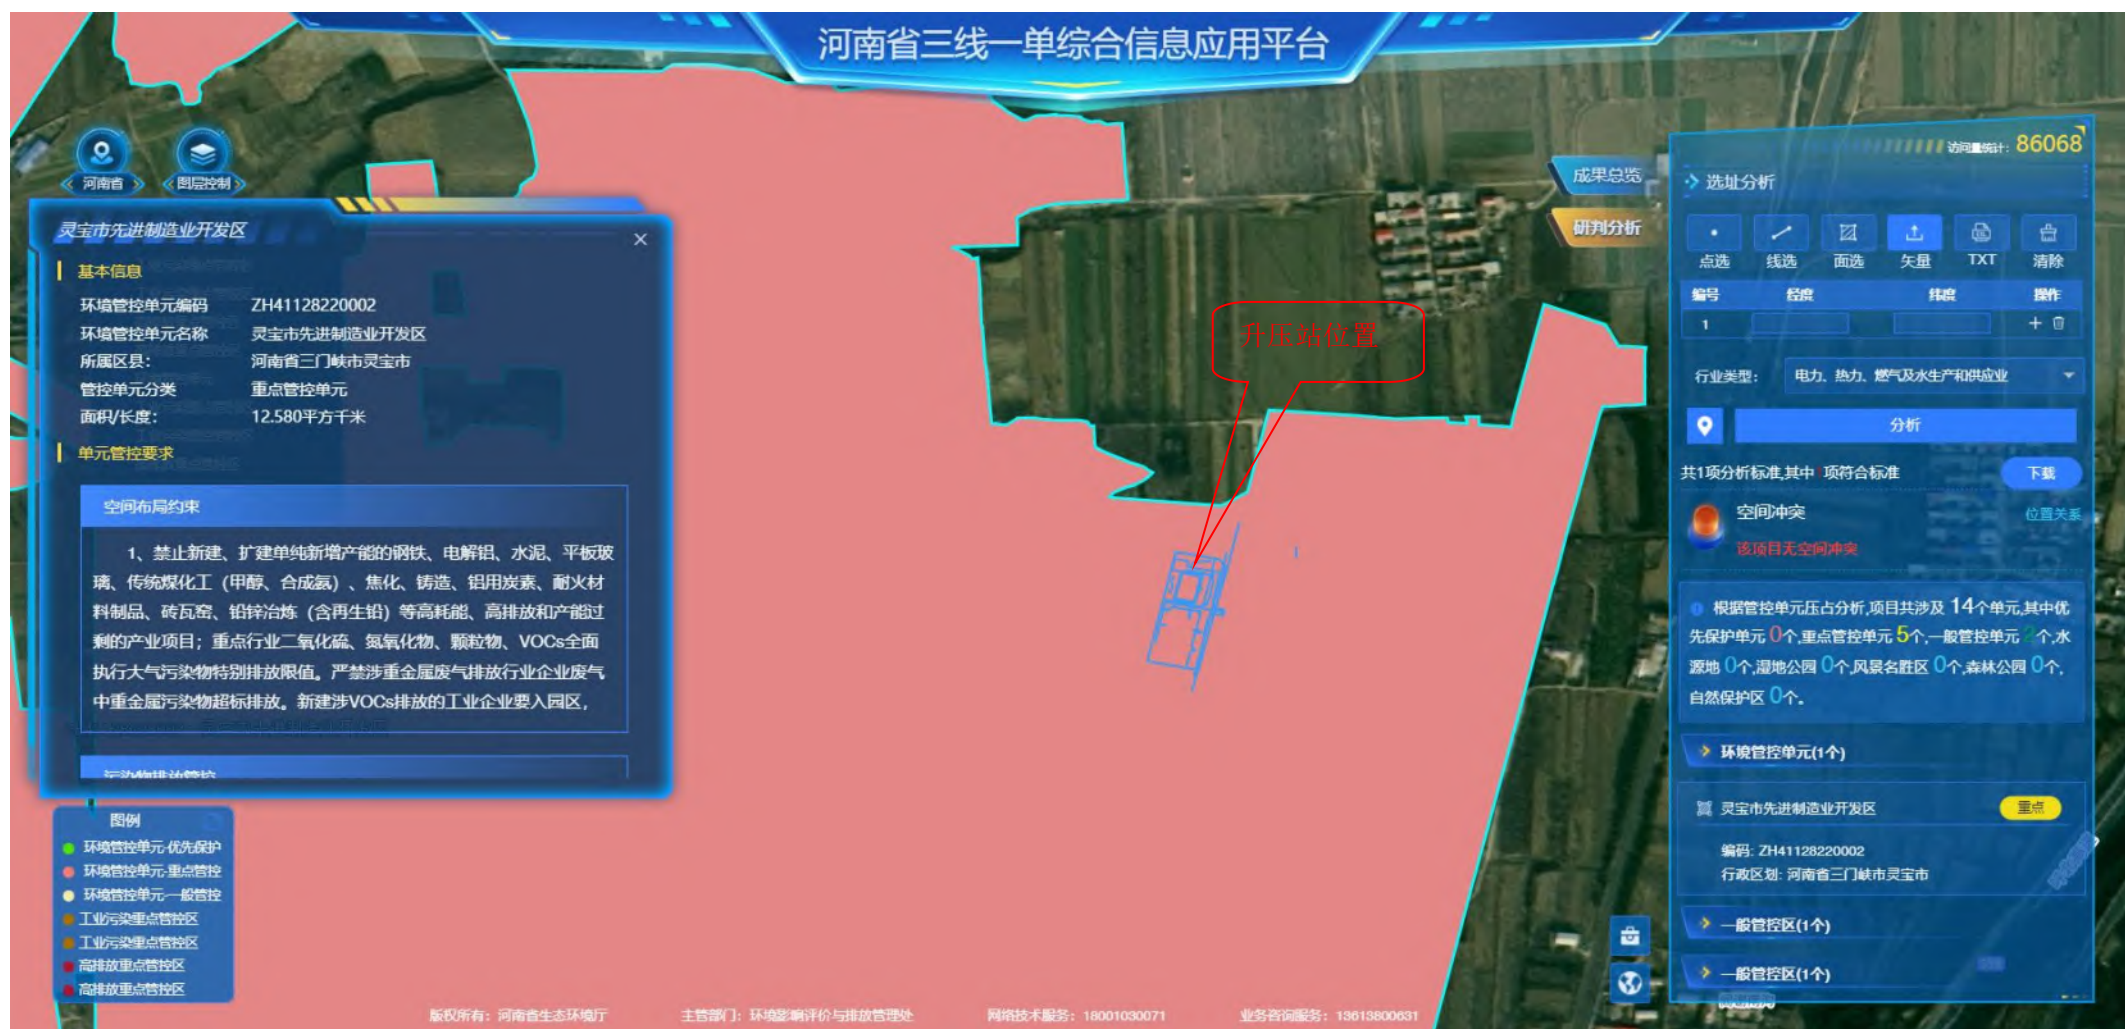 河南省三线一单综合信息应用平台
河南省
图层控制
灵宝市先进制造业开发区
×
基本信息
环境管控单元编码 ZH41128220002
环境管控单元名称 灵宝市先进制造业开发区
所属区县: 河南省三门峡市灵宝市
管控单元分类 重点管控单元
面积/长度: 12.580平方千米
单元管控要求
空间布局约束
1、禁止新建、扩建单纯新增产能的钢铁、电解铝、水泥、平板玻
璃、传统煤化工（甲醇、合成氨）、焦化、铸造、铝用炭素、耐火材
料制品、砖瓦窑、铅锌冶炼（含再生铅）等高耗能、高排放和产能过
剩的产业项目；重点行业二氧化硫、氮氧化物、颗粒物、VOCs全面
执行大气污染物特别排放限值。严禁涉重金属废气排放行业企业废气
中重金属污染物超标排放。新建涉VOCs排放的工业企业要入园区，
污染物排放管控
图例
环境管控单元-优先保护
环境管控单元-重点管控
环境管控单元-一般管控
工业污染重点管控区
工业污染重点管控区
高排放重点管控区
高排放重点管控区
升压站位置
1
成果总览
研判分析
访问量统计: 86068
选址分析
点选 线选 面选 矢量 TXT 清除
编号 经度 纬度 操作
1
行业类型: 电力、热力、燃气及水生产和供应业
分析
共1项分析标准,其中 项符合标准
下载
空间冲突
位置关系
该项目无空间冲突
根据管控单元压占分析,项目共涉及 14个单元,其中优
先保护单元 0个,重点管控单元 5个,一般管控单元 2个,水
源地 0个,湿地公园 0个,风景名胜区 0个,森林公园 0个,
自然保护区 0个。
环境管控单元(1个)
灵宝市先进制造业开发区 重点
编码: ZH41128220002
行政区划: 河南省三门峡市灵宝市
一般管控区(1个)
一般管控区(1个)
版权所有: 河南省生态环境厅 主管部门: 环境影响评价与排放管理处 网络技术服务: 18001030071 业务咨询服务: 13613800631